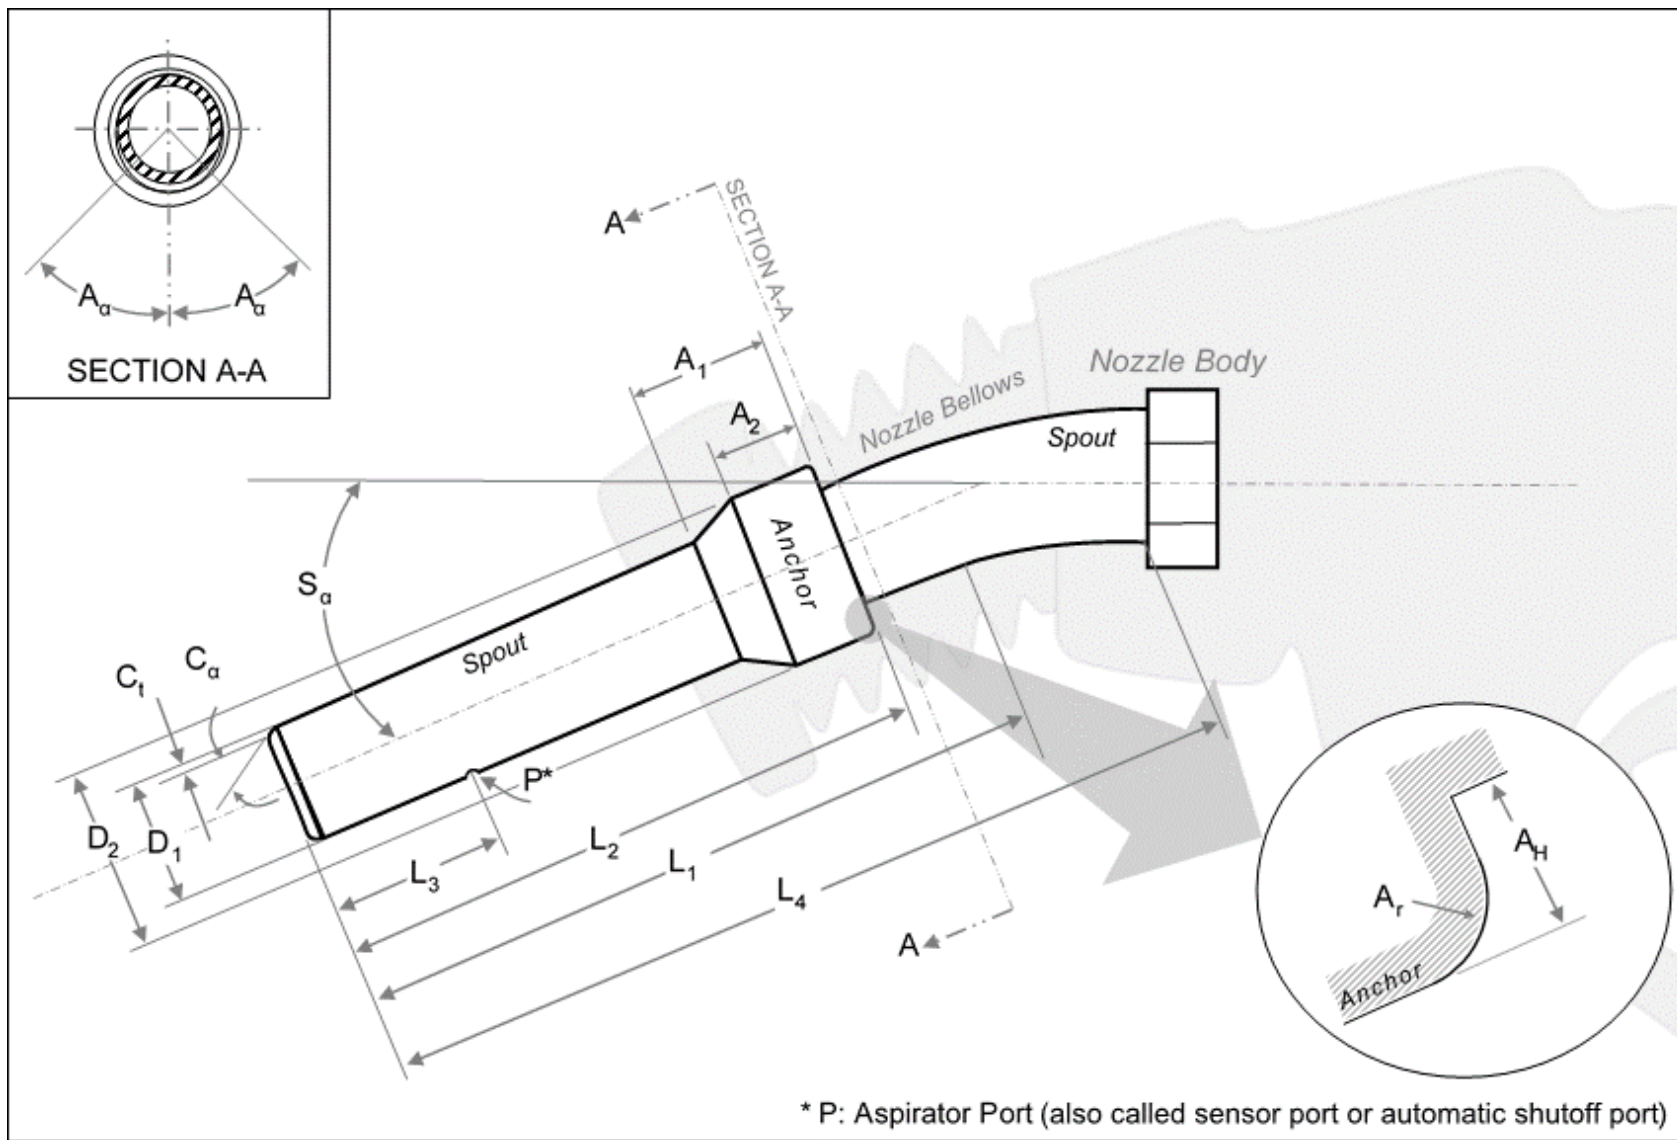 Aα
Aα
SECTION A-A
A
SECTION A-A
A1
A2
Nozzle Bellows
Nozzle Body
Spout
Anchor
Sα
Spout
Ct
Cα
P*
D2
D1
L3
L2
L1
L4
A
AH
Ar
Anchor
* P: Aspirator Port (also called sensor port or automatic shutoff port)